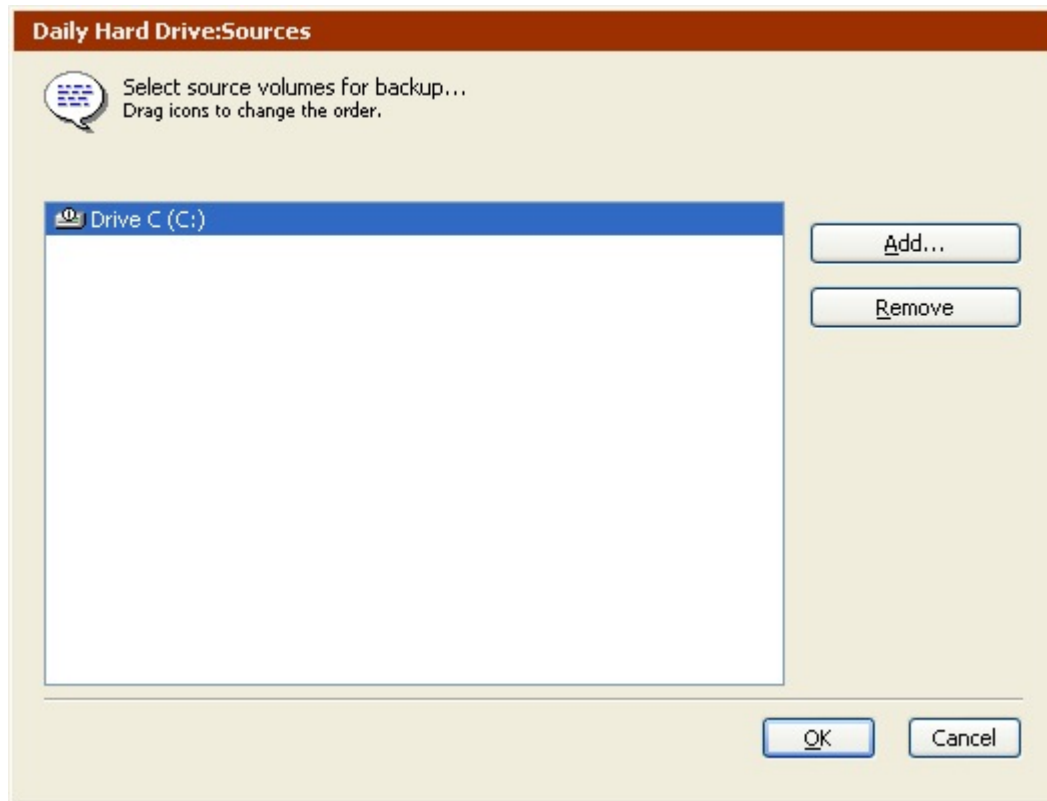 Daily Hard Drive:Sources
Select source volumes for backup...
Drag icons to change the order.
Drive C (C:)
Add...
Remove
OK
Cancel